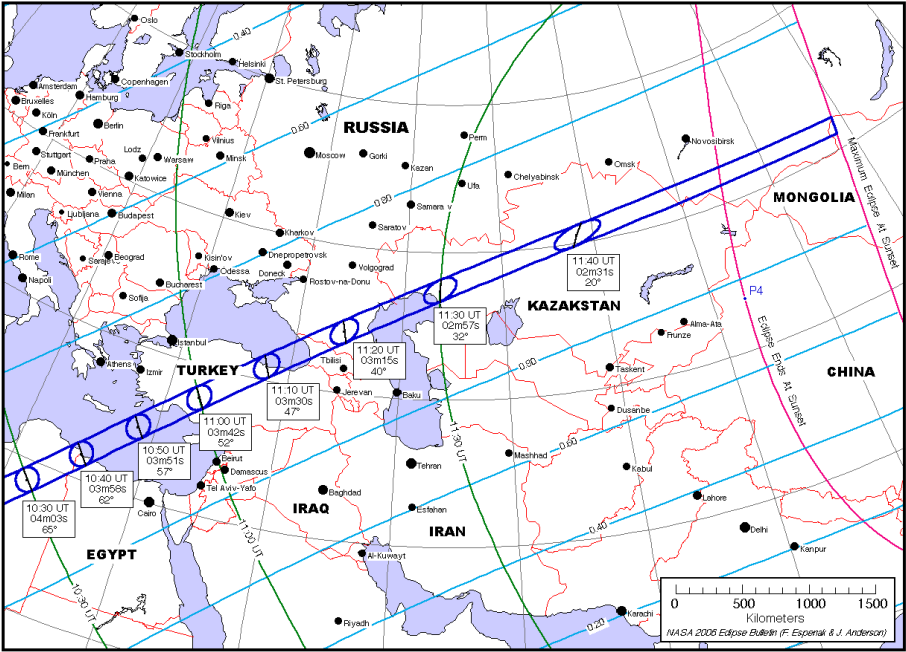 Oslo
0.40
Stockholm
Helsinki
St. Petersburg
Copenhagen
Amsterdam
Hamburg
Bruxelles
Riga
Köln
Berlin
Frankfurt
0.60
RUSSIA
Perm
Novosibirsk
Vilnius
Lodz
Warsaw
Minsk
Moscow
Gorki
Kazan
Omsk
Stuttgart
Praha
Bern
München
Katowice
Chelyabinsk
Ufa
Maximum Eclipse At Sunset
Milan
Vienna
0.80
MONGOLIA
Ljubljana
Budapest
Kiev
Samara
Saratov
Kharkov
Rome
Beograd
Sarajevo
Kisin'ov
Dnepropetrovsk
Odessa
Doneck
Volgograd
Rostov-na-Donu
11:40 UT
02m31s
20°
Napoli
Bucharest
Sofija
P4
KAZAKSTAN
11:30 UT
02m57s
32°
Alma-Ata
Frunze
Eclipse Ends At Sunset
Istanbul
Athens
Izmir
TURKEY
Tbilisi
11:20 UT
03m15s
40°
0.80
Taskent
CHINA
Jerevan
Baku
11:10 UT
03m30s
47°
Dusanbe
11:00 UT
03m42s
52°
11:30 UT
0.60
10:50 UT
03m51s
57°
Beirut
Damascus
Tehran
Mashhad
Kabul
10:40 UT
03m58s
62°
Tel Aviv-Yafo
Baghdad
Lahore
10:30 UT
04m03s
65°
Cairo
IRAQ
Esfahan
IRAN
0.40
Delhi
EGYPT
11:00 UT
Al-Kuwayt
Kanpur
10:30 UT
Riyadh
Karachi
0.20
0 500 1000 1500
Kilometers
NASA 2006 Eclipse Bulletin (F. Espenak & J. Anderson)